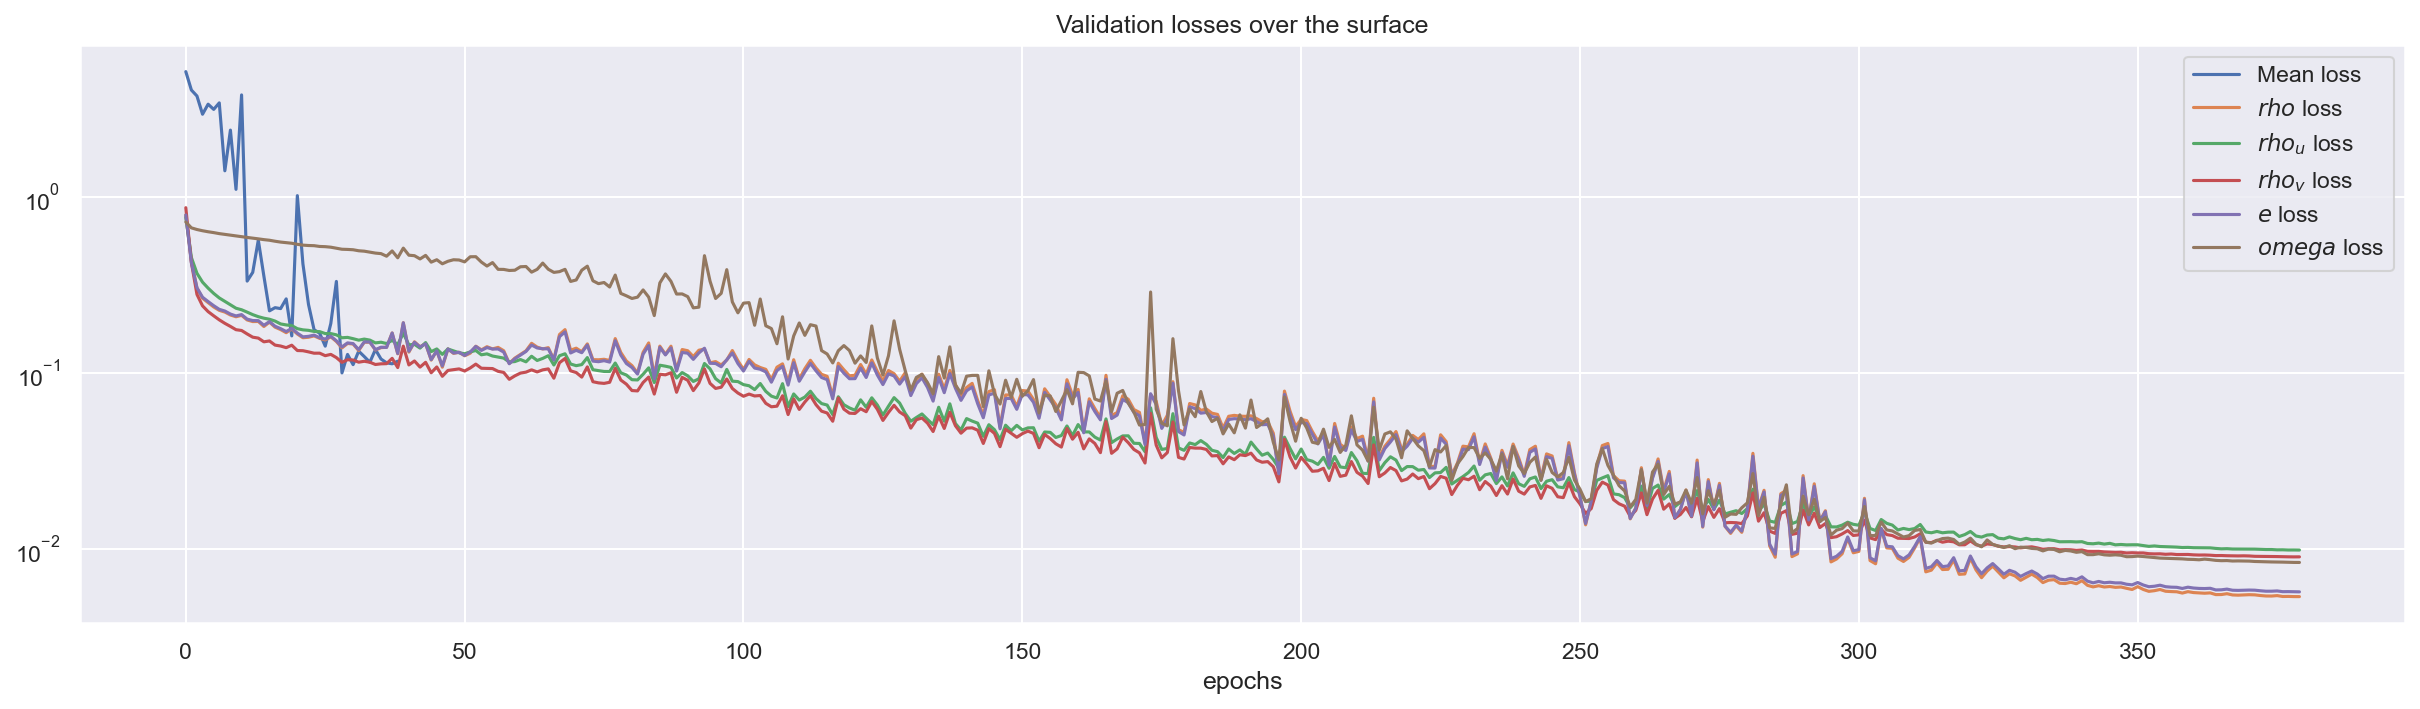 Validation losses over the surface
Mean loss
rho loss
rho_u loss
rho_v loss
e loss
omega loss
10^0
10^-1
10^-2
0 50 100 150 200 250 300 350
epochs